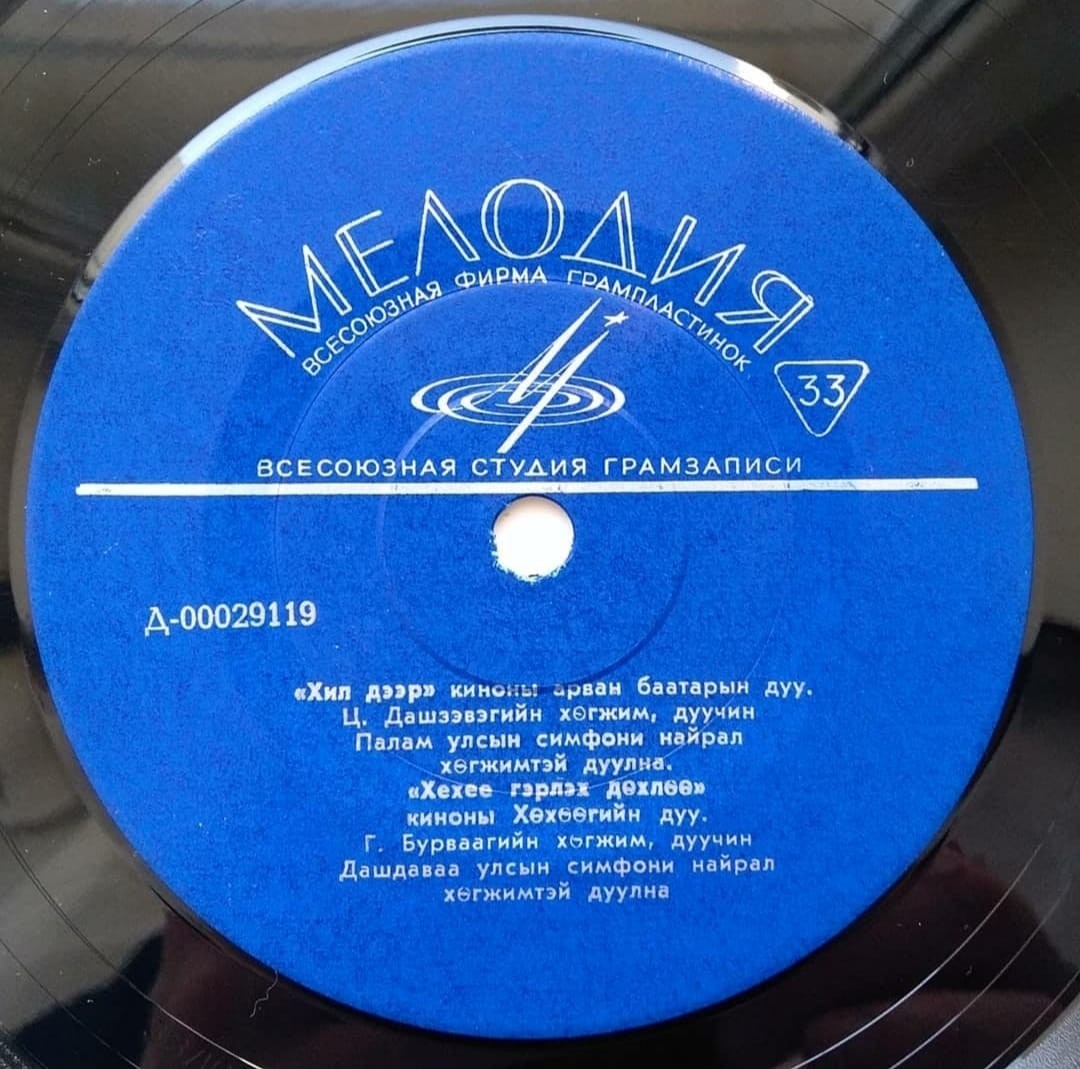 МЕЛОДИЯ
ВСЕСОЮЗНАЯ ФИРМА ГРАМПЛАСТИНОК
33
ВСЕСОЮЗНАЯ СТУДИЯ ГРАМЗАПИСИ
Д-00029119
«Хил дээр» киноны арван баатарын дуу.
Ц. Дашзэвэгийн хөгжим, дуучин
Палам улсын симфони найрал
хөгжимтэй дуулна.
«Хехее гэрлэх дөхлөө»
киноны Хөхөөгийн дуу.
Г. Бурваагийн хөгжим, дуучин
Дашдаваа улсын симфони найрал
хөгжимтэй дуулна